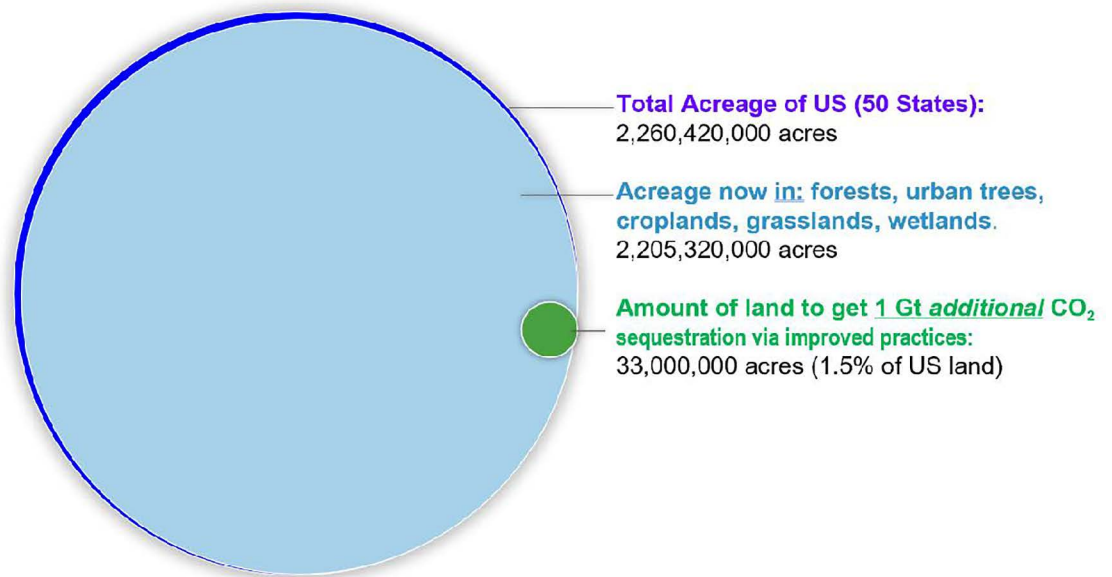 Total Acreage of US (50 States):
2,260,420,000 acres
Acreage now in: forests, urban trees,
croplands, grasslands, wetlands.
2,205,320,000 acres
Amount of land to get 1 Gt additional CO₂
sequestration via improved practices:
33,000,000 acres (1.5% of US land)